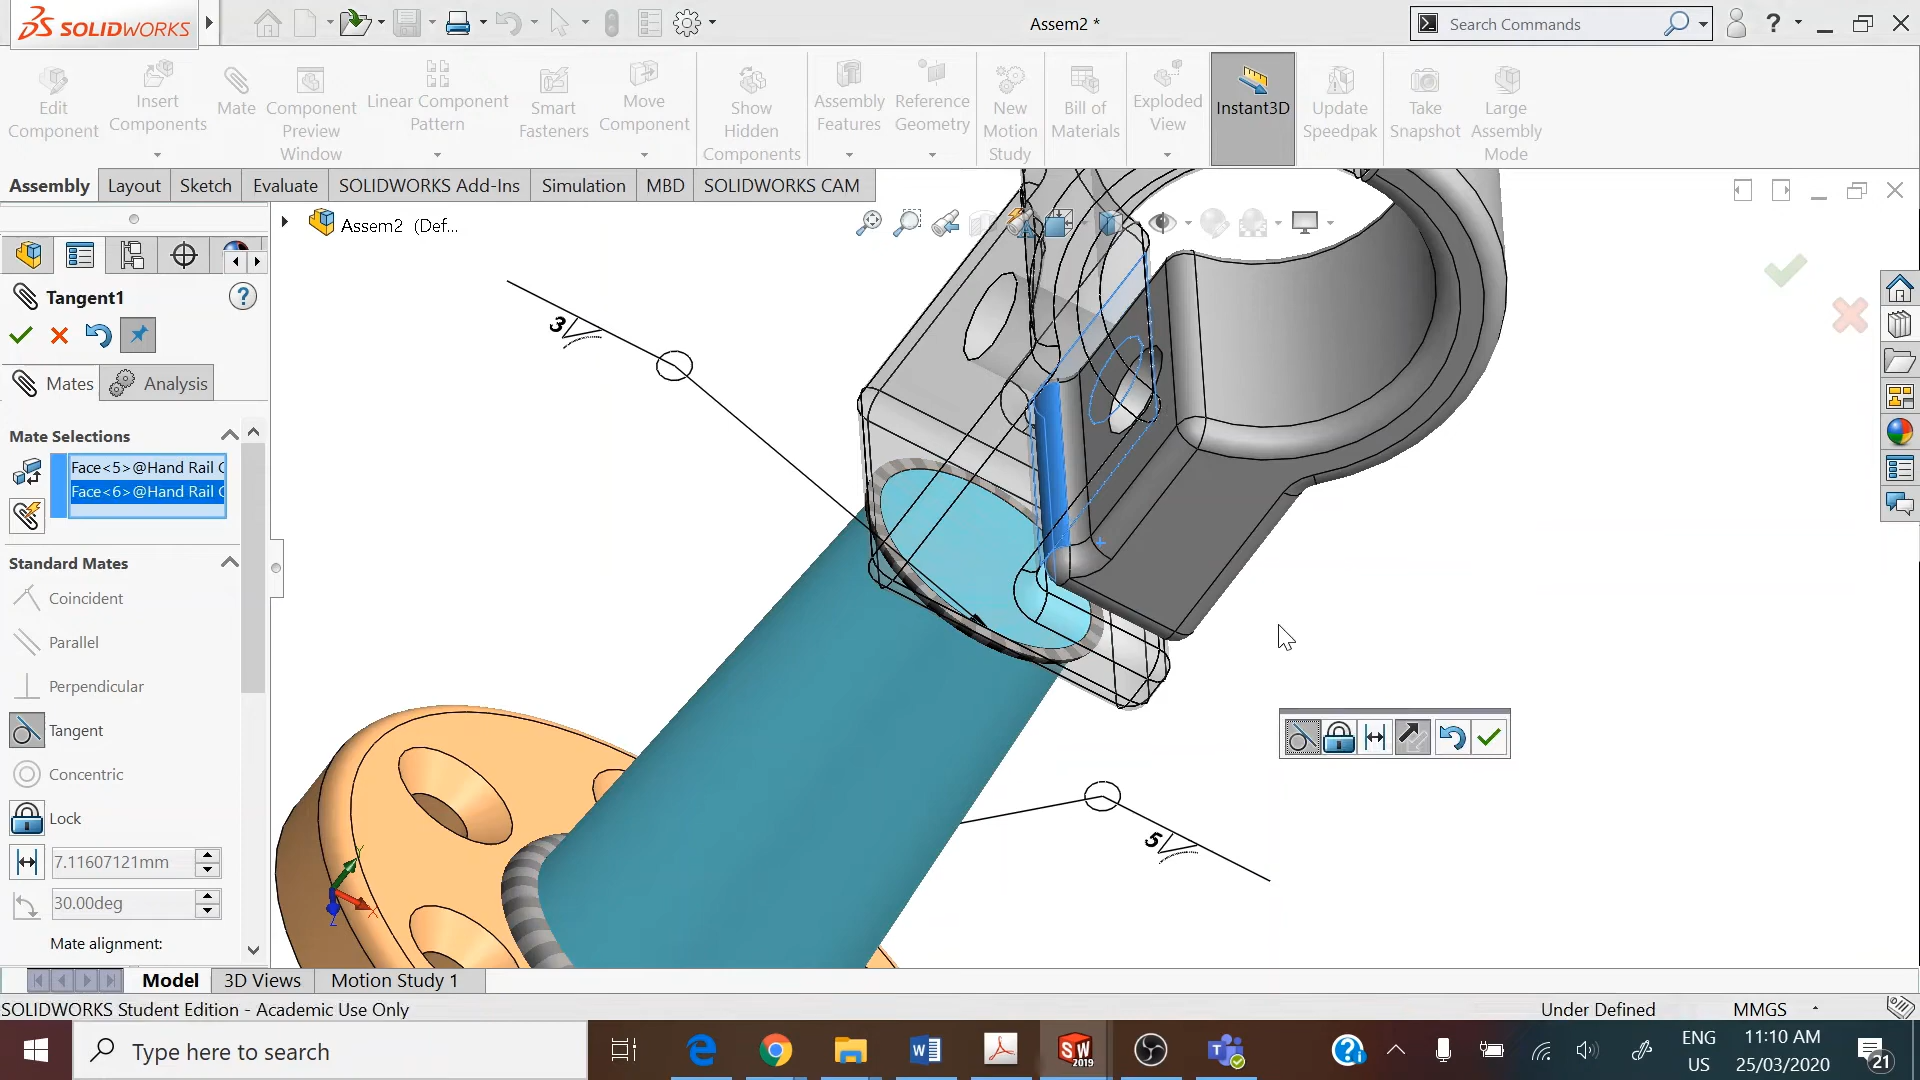 SOLIDWORKS
Assem2 *
Search Commands
?
Edit Component
Insert Components
Mate
Component Preview Window
Linear Component Pattern
Smart Fasteners
Move Component
Show Hidden Components
Assembly Features
Reference Geometry
New Motion Study
Bill of Materials
Exploded View
Instant3D
Update Speedpak
Take Snapshot
Large Assembly Mode
Assembly
Layout
Sketch
Evaluate
SOLIDWORKS Add-Ins
Simulation
MBD
SOLIDWORKS CAM
Assem2 (Def...
Tangent1
?
Mates
Analysis
Mate Selections
Face<5>@Hand Rail C
Face<6>@Hand Rail C
Standard Mates
Coincident
Parallel
Perpendicular
Tangent
Concentric
Lock
7.11607121mm
30.00deg
Mate alignment:
3
5
Y
X
Z
Model
3D Views
Motion Study 1
SOLIDWORKS Student Edition - Academic Use Only
Under Defined
MMGS
Type here to search
SW
2019
ENG
US
11:10 AM
25/03/2020
21